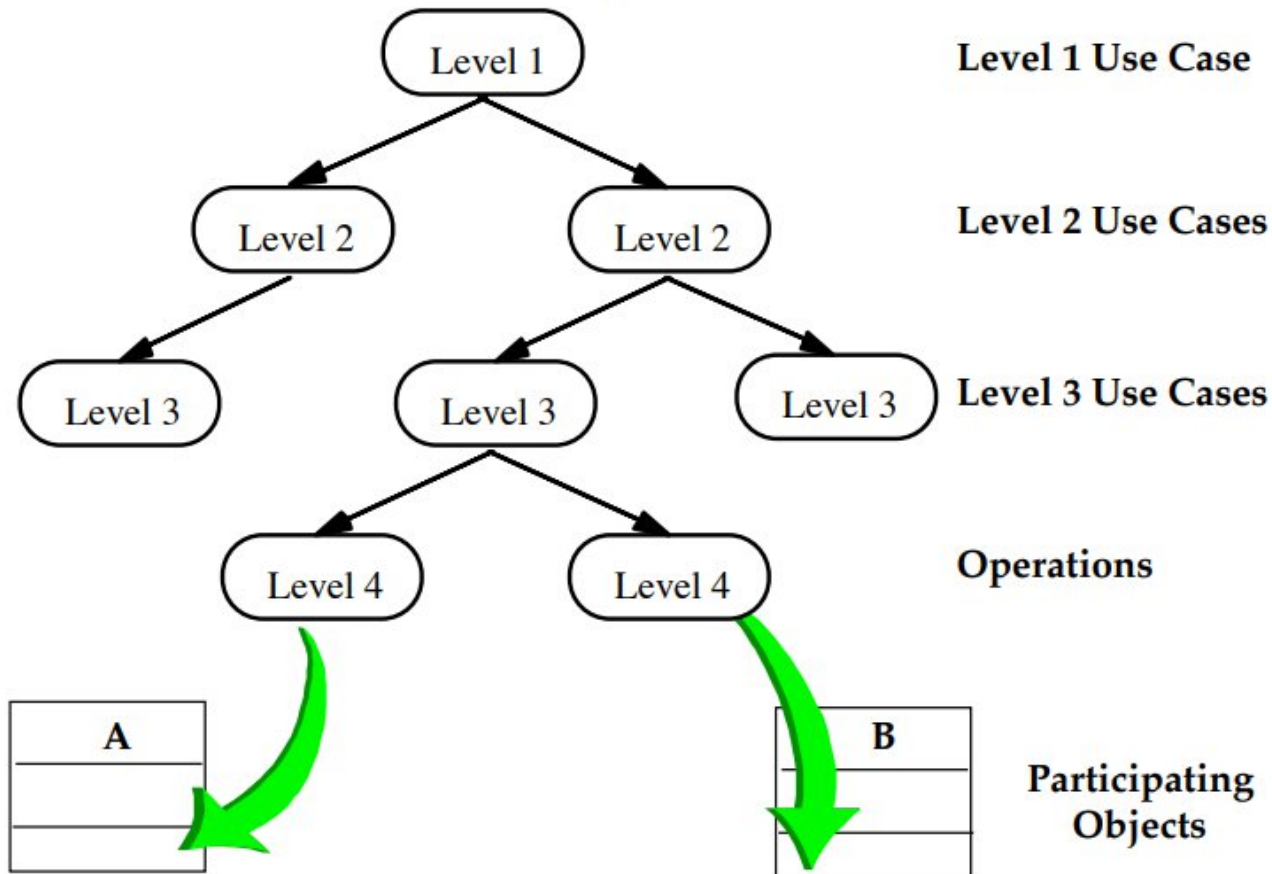 Level 1
Level 1 Use Case
Level 2
Level 2
Level 2 Use Cases
Level 3
Level 3
Level 3
Level 3 Use Cases
Level 4
Level 4
Operations
A
B
Participating
Objects